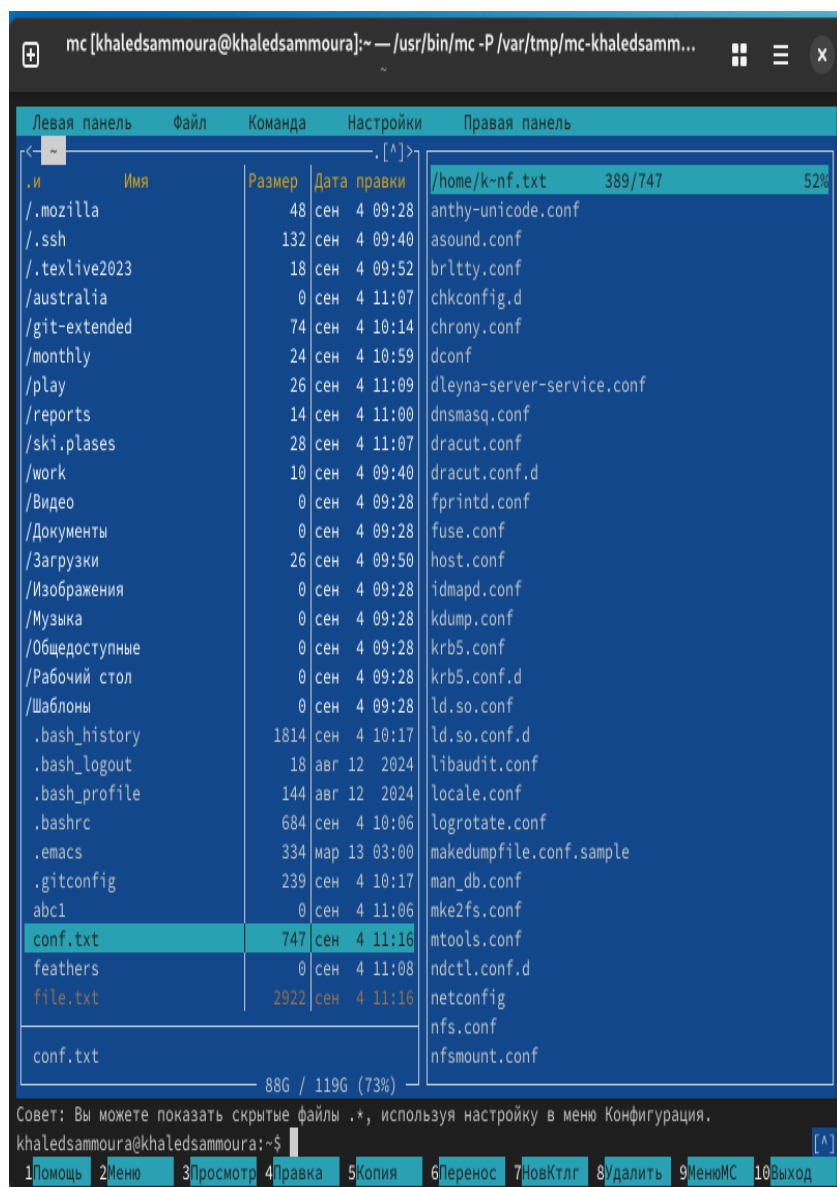 mc [khaledsammoura@khaledsammoura]:~ — /usr/bin/mc -P /var/tmp/mc-khaledsamm...
~
Левая панель Файл Команда Настройки Правая панель
<— ~ .[^]>
.и Имя Размер Дата правки /home/k~nf.txt 389/747 52%
/.mozilla 48 сен 4 09:28 anthy-unicode.conf
/.ssh 132 сен 4 09:40 asound.conf
/.texlive2023 18 сен 4 09:52 brltty.conf
/australia 0 сен 4 11:07 chkconfig.d
/git-extended 74 сен 4 10:14 chrony.conf
/monthly 24 сен 4 10:59 dconf
/play 26 сен 4 11:09 dleyna-server-service.conf
/reports 14 сен 4 11:00 dnsmasq.conf
/ski.plases 28 сен 4 11:07 dracut.conf
/work 10 сен 4 09:40 dracut.conf.d
/Видео 0 сен 4 09:28 fprintd.conf
/Документы 0 сен 4 09:28 fuse.conf
/Загрузки 26 сен 4 09:50 host.conf
/Изображения 0 сен 4 09:28 idmapd.conf
/Музыка 0 сен 4 09:28 kdump.conf
/Общедоступные 0 сен 4 09:28 krb5.conf
/Рабочий стол 0 сен 4 09:28 krb5.conf.d
/Шаблоны 0 сен 4 09:28 ld.so.conf
.bash_history 1814 сен 4 10:17 ld.so.conf.d
.bash_logout 18 авг 12 2024 libaudit.conf
.bash_profile 144 авг 12 2024 locale.conf
.bashrc 684 сен 4 10:06 logrotate.conf
.emacs 334 мар 13 03:00 makedumpfile.conf.sample
.gitconfig 239 сен 4 10:17 man_db.conf
abc1 0 сен 4 11:06 mke2fs.conf
conf.txt 747 сен 4 11:16 mtools.conf
feathers 0 сен 4 11:08 ndctl.conf.d
file.txt 2922 сен 4 11:16 netconfig
nfs.conf
conf.txt nfsmount.conf
88G / 119G (73%)
Совет: Вы можете показать скрытые файлы .*, используя настройку в меню Конфигурация.
khaledsammoura@khaledsammoura:~$ [^]
1Помощь 2Меню 3Просмотр 4Правка 5Копия 6Перенос 7НовКтлг 8Удалить 9МенюMC 10Выход